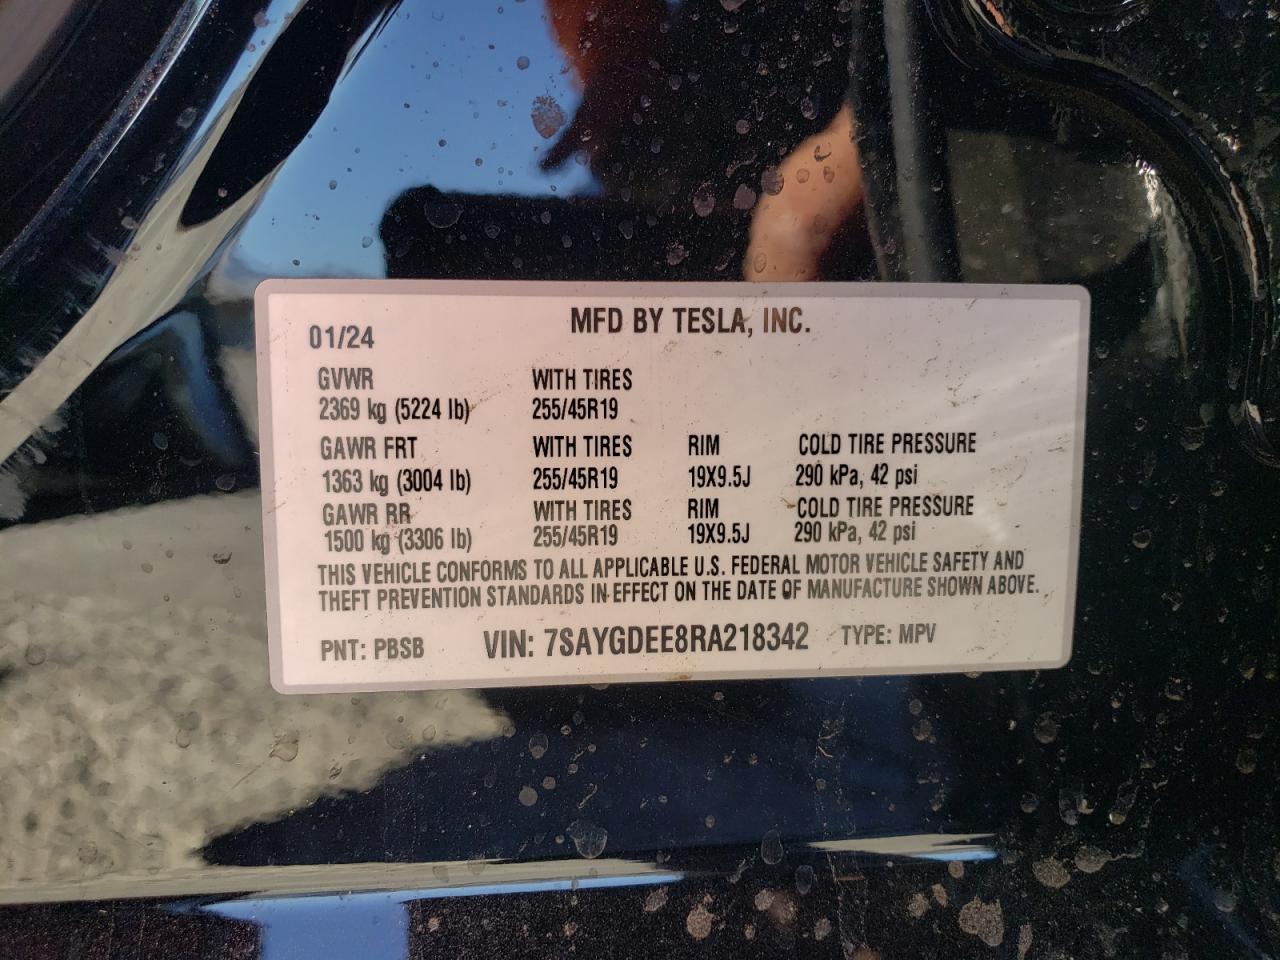 MFD BY TESLA, INC.
01/24
GVWR WITH TIRES
2369 kg (5224 lb) 255/45R19
GAWR FRT WITH TIRES RIM COLD TIRE PRESSURE
1363 kg (3004 lb) 255/45R19 19X9.5J 290 kPa, 42 psi
GAWR RR WITH TIRES RIM COLD TIRE PRESSURE
1500 kg (3306 lb) 255/45R19 19X9.5J 290 kPa, 42 psi
THIS VEHICLE CONFORMS TO ALL APPLICABLE U.S. FEDERAL MOTOR VEHICLE SAFETY AND
THEFT PREVENTION STANDARDS IN EFFECT ON THE DATE OF MANUFACTURE SHOWN ABOVE.
PNT: PBSB VIN: 7SAYGDEE8RA218342 TYPE: MPV